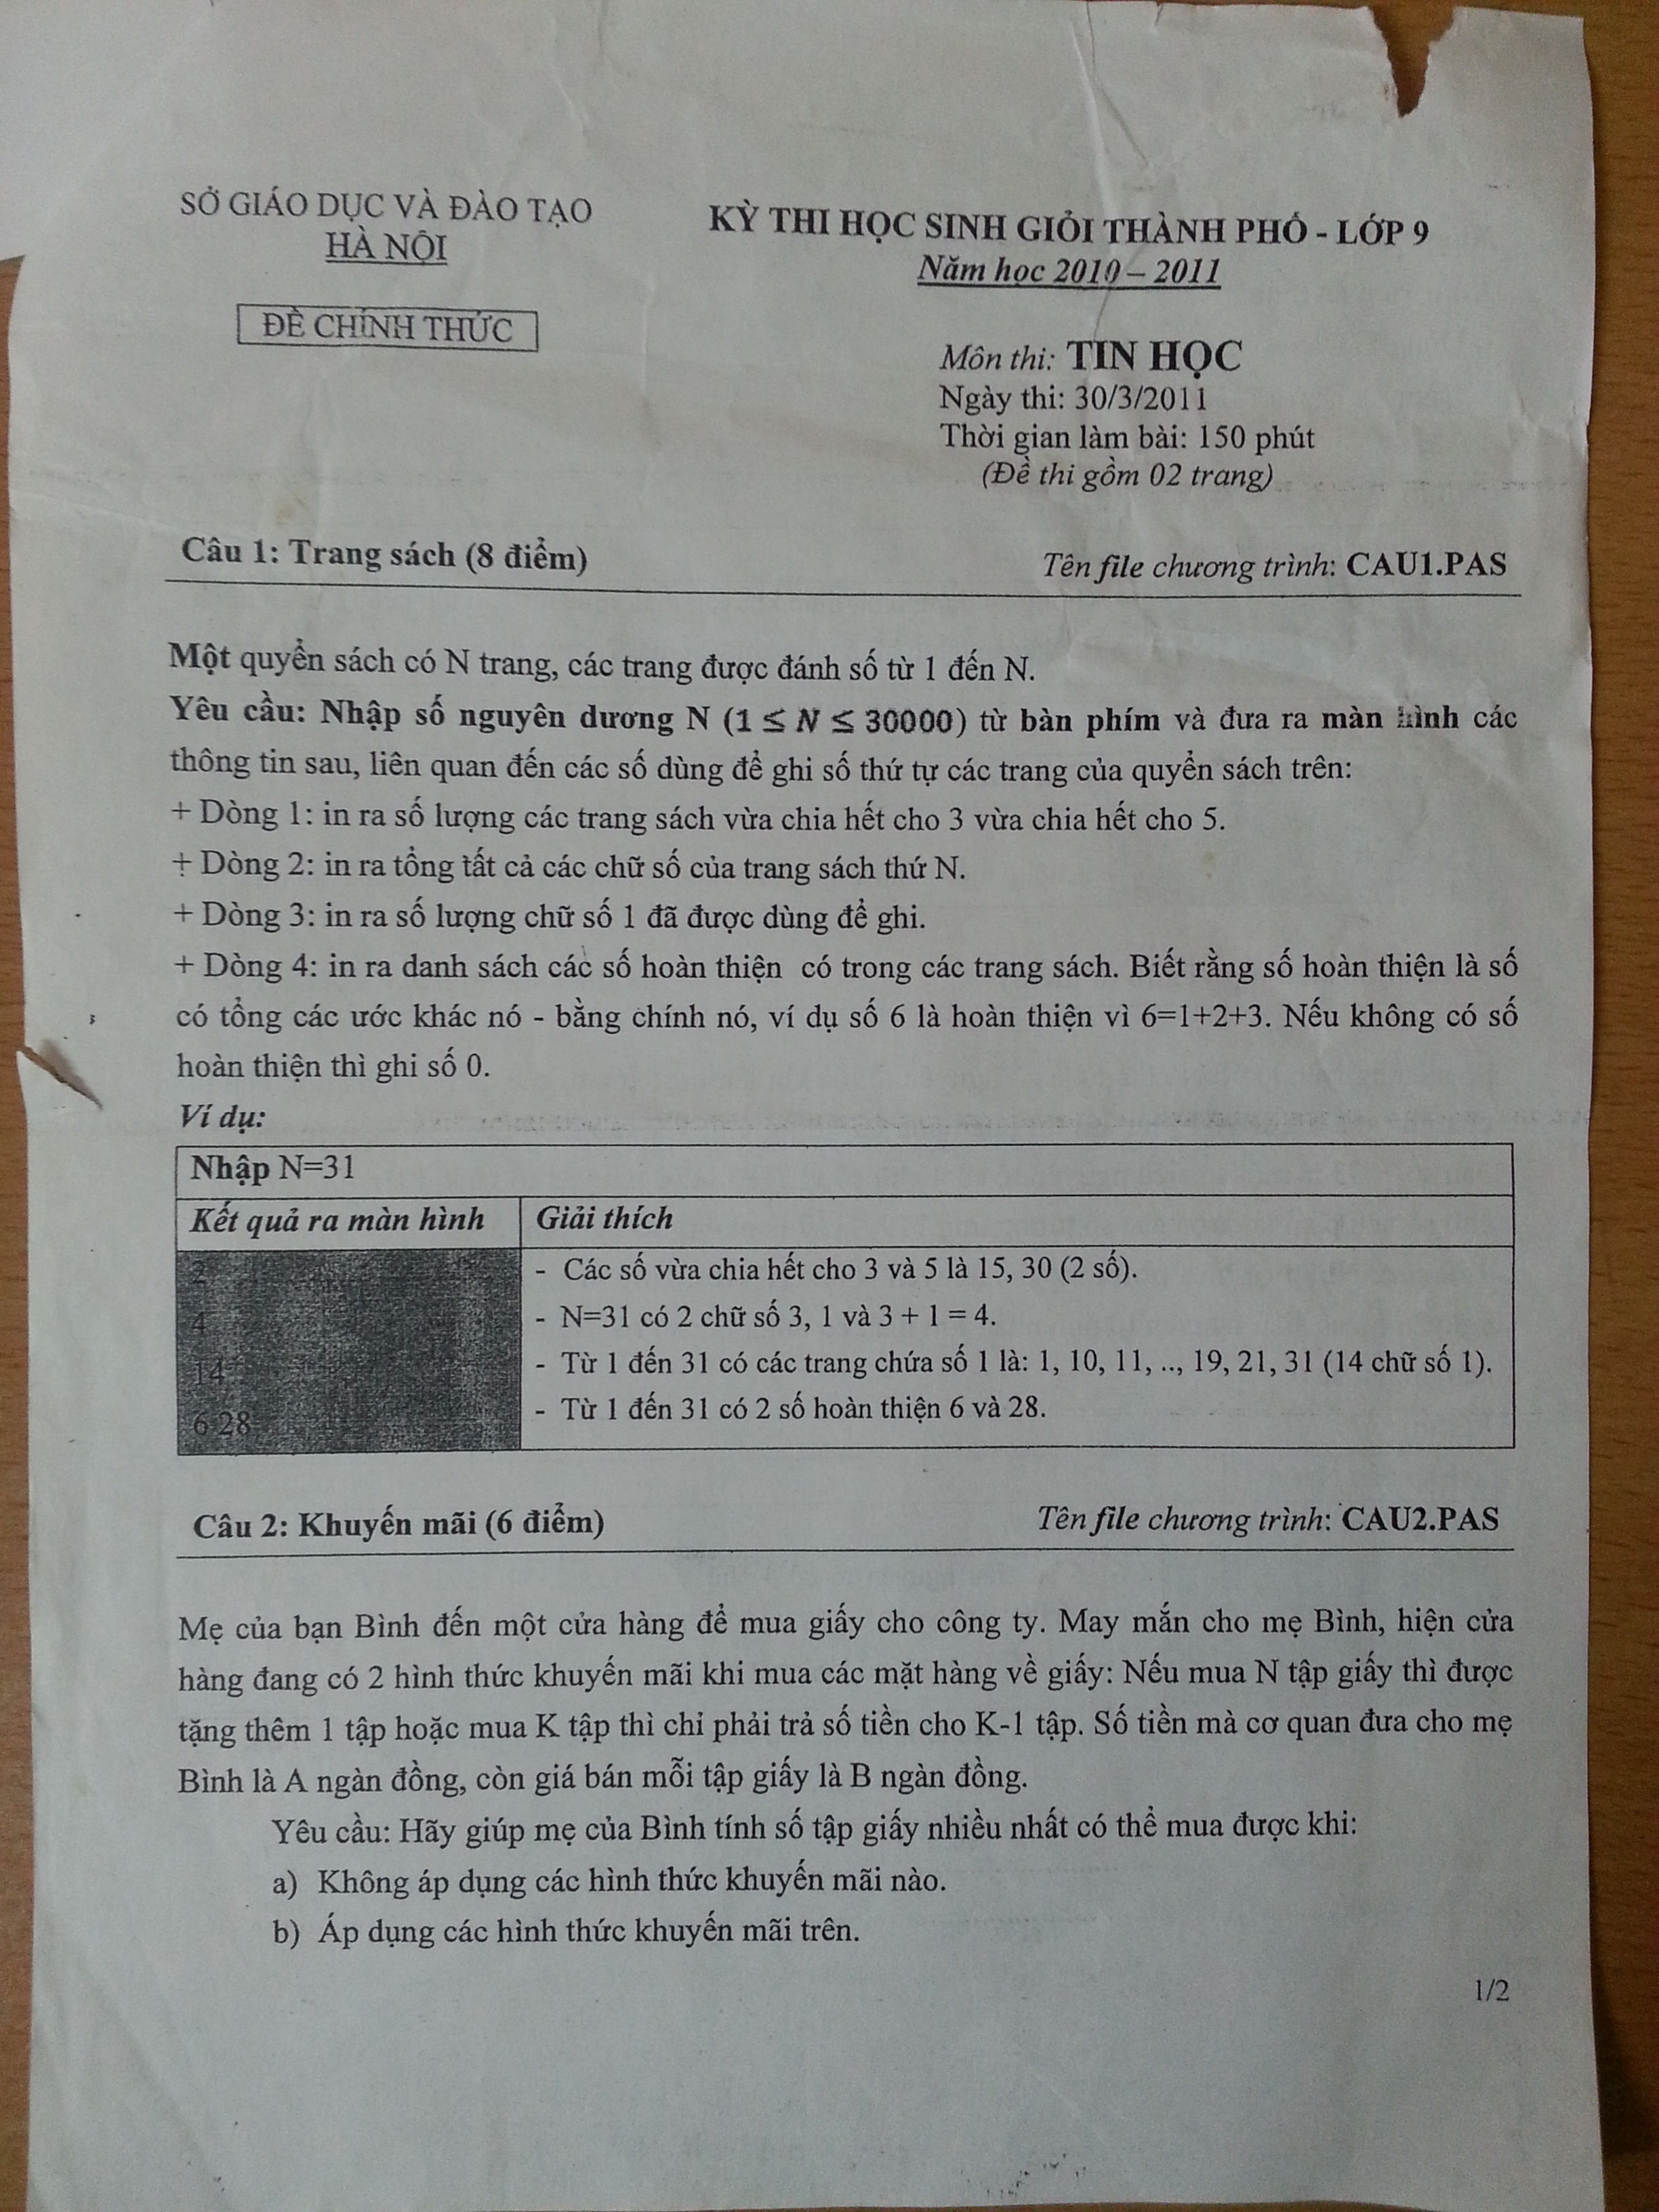 SỞ GIÁO DỤC VÀ ĐÀO TẠO
HÀ NỘI
ĐỀ CHÍNH THỨC
KỲ THI HỌC SINH GIỎI THÀNH PHỐ - LỚP 9
Năm học 2010 – 2011
Môn thi: TIN HỌC
Ngày thi: 30/3/2011
Thời gian làm bài: 150 phút
(Đề thi gồm 02 trang)
Câu 1: Trang sách (8 điểm) Tên file chương trình: CAU1.PAS
Một quyển sách có N trang, các trang được đánh số từ 1 đến N.
Yêu cầu: Nhập số nguyên dương N (1 ≤ N ≤ 30000) từ bàn phím và đưa ra màn hình các
thông tin sau, liên quan đến các số dùng để ghi số thứ tự các trang của quyển sách trên:
+ Dòng 1: in ra số lượng các trang sách vừa chia hết cho 3 vừa chia hết cho 5.
+ Dòng 2: in ra tổng tất cả các chữ số của trang sách thứ N.
+ Dòng 3: in ra số lượng chữ số 1 đã được dùng để ghi.
+ Dòng 4: in ra danh sách các số hoàn thiện có trong các trang sách. Biết rằng số hoàn thiện là số
có tổng các ước khác nó - bằng chính nó, ví dụ số 6 là hoàn thiện vì 6=1+2+3. Nếu không có số
hoàn thiện thì ghi số 0.
Ví dụ:
Nhập N=31
Kết quả ra màn hình Giải thích
2 - Các số vừa chia hết cho 3 và 5 là 15, 30 (2 số).
4 - N=31 có 2 chữ số 3, 1 và 3 + 1 = 4.
14 - Từ 1 đến 31 có các trang chứa số 1 là: 1, 10, 11, .., 19, 21, 31 (14 chữ số 1).
6 28 - Từ 1 đến 31 có 2 số hoàn thiện 6 và 28.
Câu 2: Khuyến mãi (6 điểm) Tên file chương trình: CAU2.PAS
Mẹ của bạn Bình đến một cửa hàng để mua giấy cho công ty. May mắn cho mẹ Bình, hiện cửa
hàng đang có 2 hình thức khuyến mãi khi mua các mặt hàng về giấy: Nếu mua N tập giấy thì được
tặng thêm 1 tập hoặc mua K tập thì chỉ phải trả số tiền cho K-1 tập. Số tiền mà cơ quan đưa cho mẹ
Bình là A ngàn đồng, còn giá bán mỗi tập giấy là B ngàn đồng.
Yêu cầu: Hãy giúp mẹ của Bình tính số tập giấy nhiều nhất có thể mua được khi:
a) Không áp dụng các hình thức khuyến mãi nào.
b) Áp dụng các hình thức khuyến mãi trên.
1/2